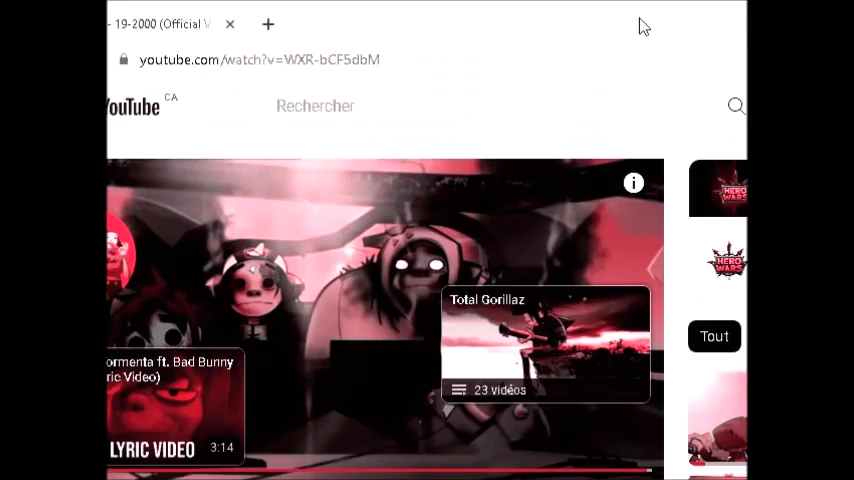 - 19-2000 (Official V
youtube.com/watch?v=WXR-bCF5dbM
YouTube CA
Rechercher
Total Gorillaz
23 vidéos
ormenta ft. Bad Bunny
ric Video)
LYRIC VIDEO
3:14
HERO
WARS
HERO
WARS
Tout